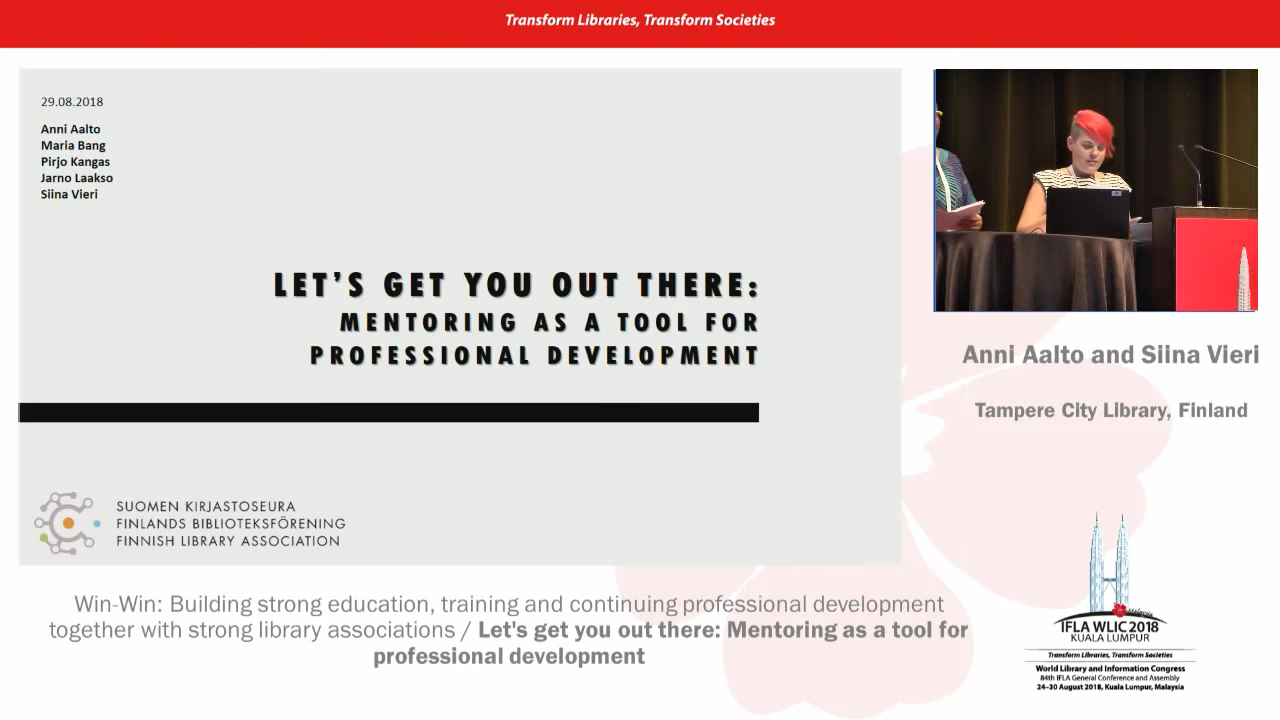 Transform Libraries, Transform Societies
29.08.2018
Anni Aalto
Maria Bang
Pirjo Kangas
Jarno Laakso
Siina Vieri
LET'S GET YOU OUT THERE:
MENTORING AS A TOOL FOR
PROFESSIONAL DEVELOPMENT
SUOMEN KIRJASTOSEURA
FINLANDS BIBLIOTEKSFÖRENING
FINNISH LIBRARY ASSOCIATION
Anni Aalto and Siina Vieri
Tampere City Library, Finland
Win-Win: Building strong education, training and continuing professional development
together with strong library associations / Let's get you out there: Mentoring as a tool for
professional development
Malaysia
IFLA WLIC 2018
KUALA LUMPUR
Transform Libraries, Transform Societies
World Library and Information Congress
84th IFLA General Conference and Assembly
24–30 August 2018, Kuala Lumpur, Malaysia